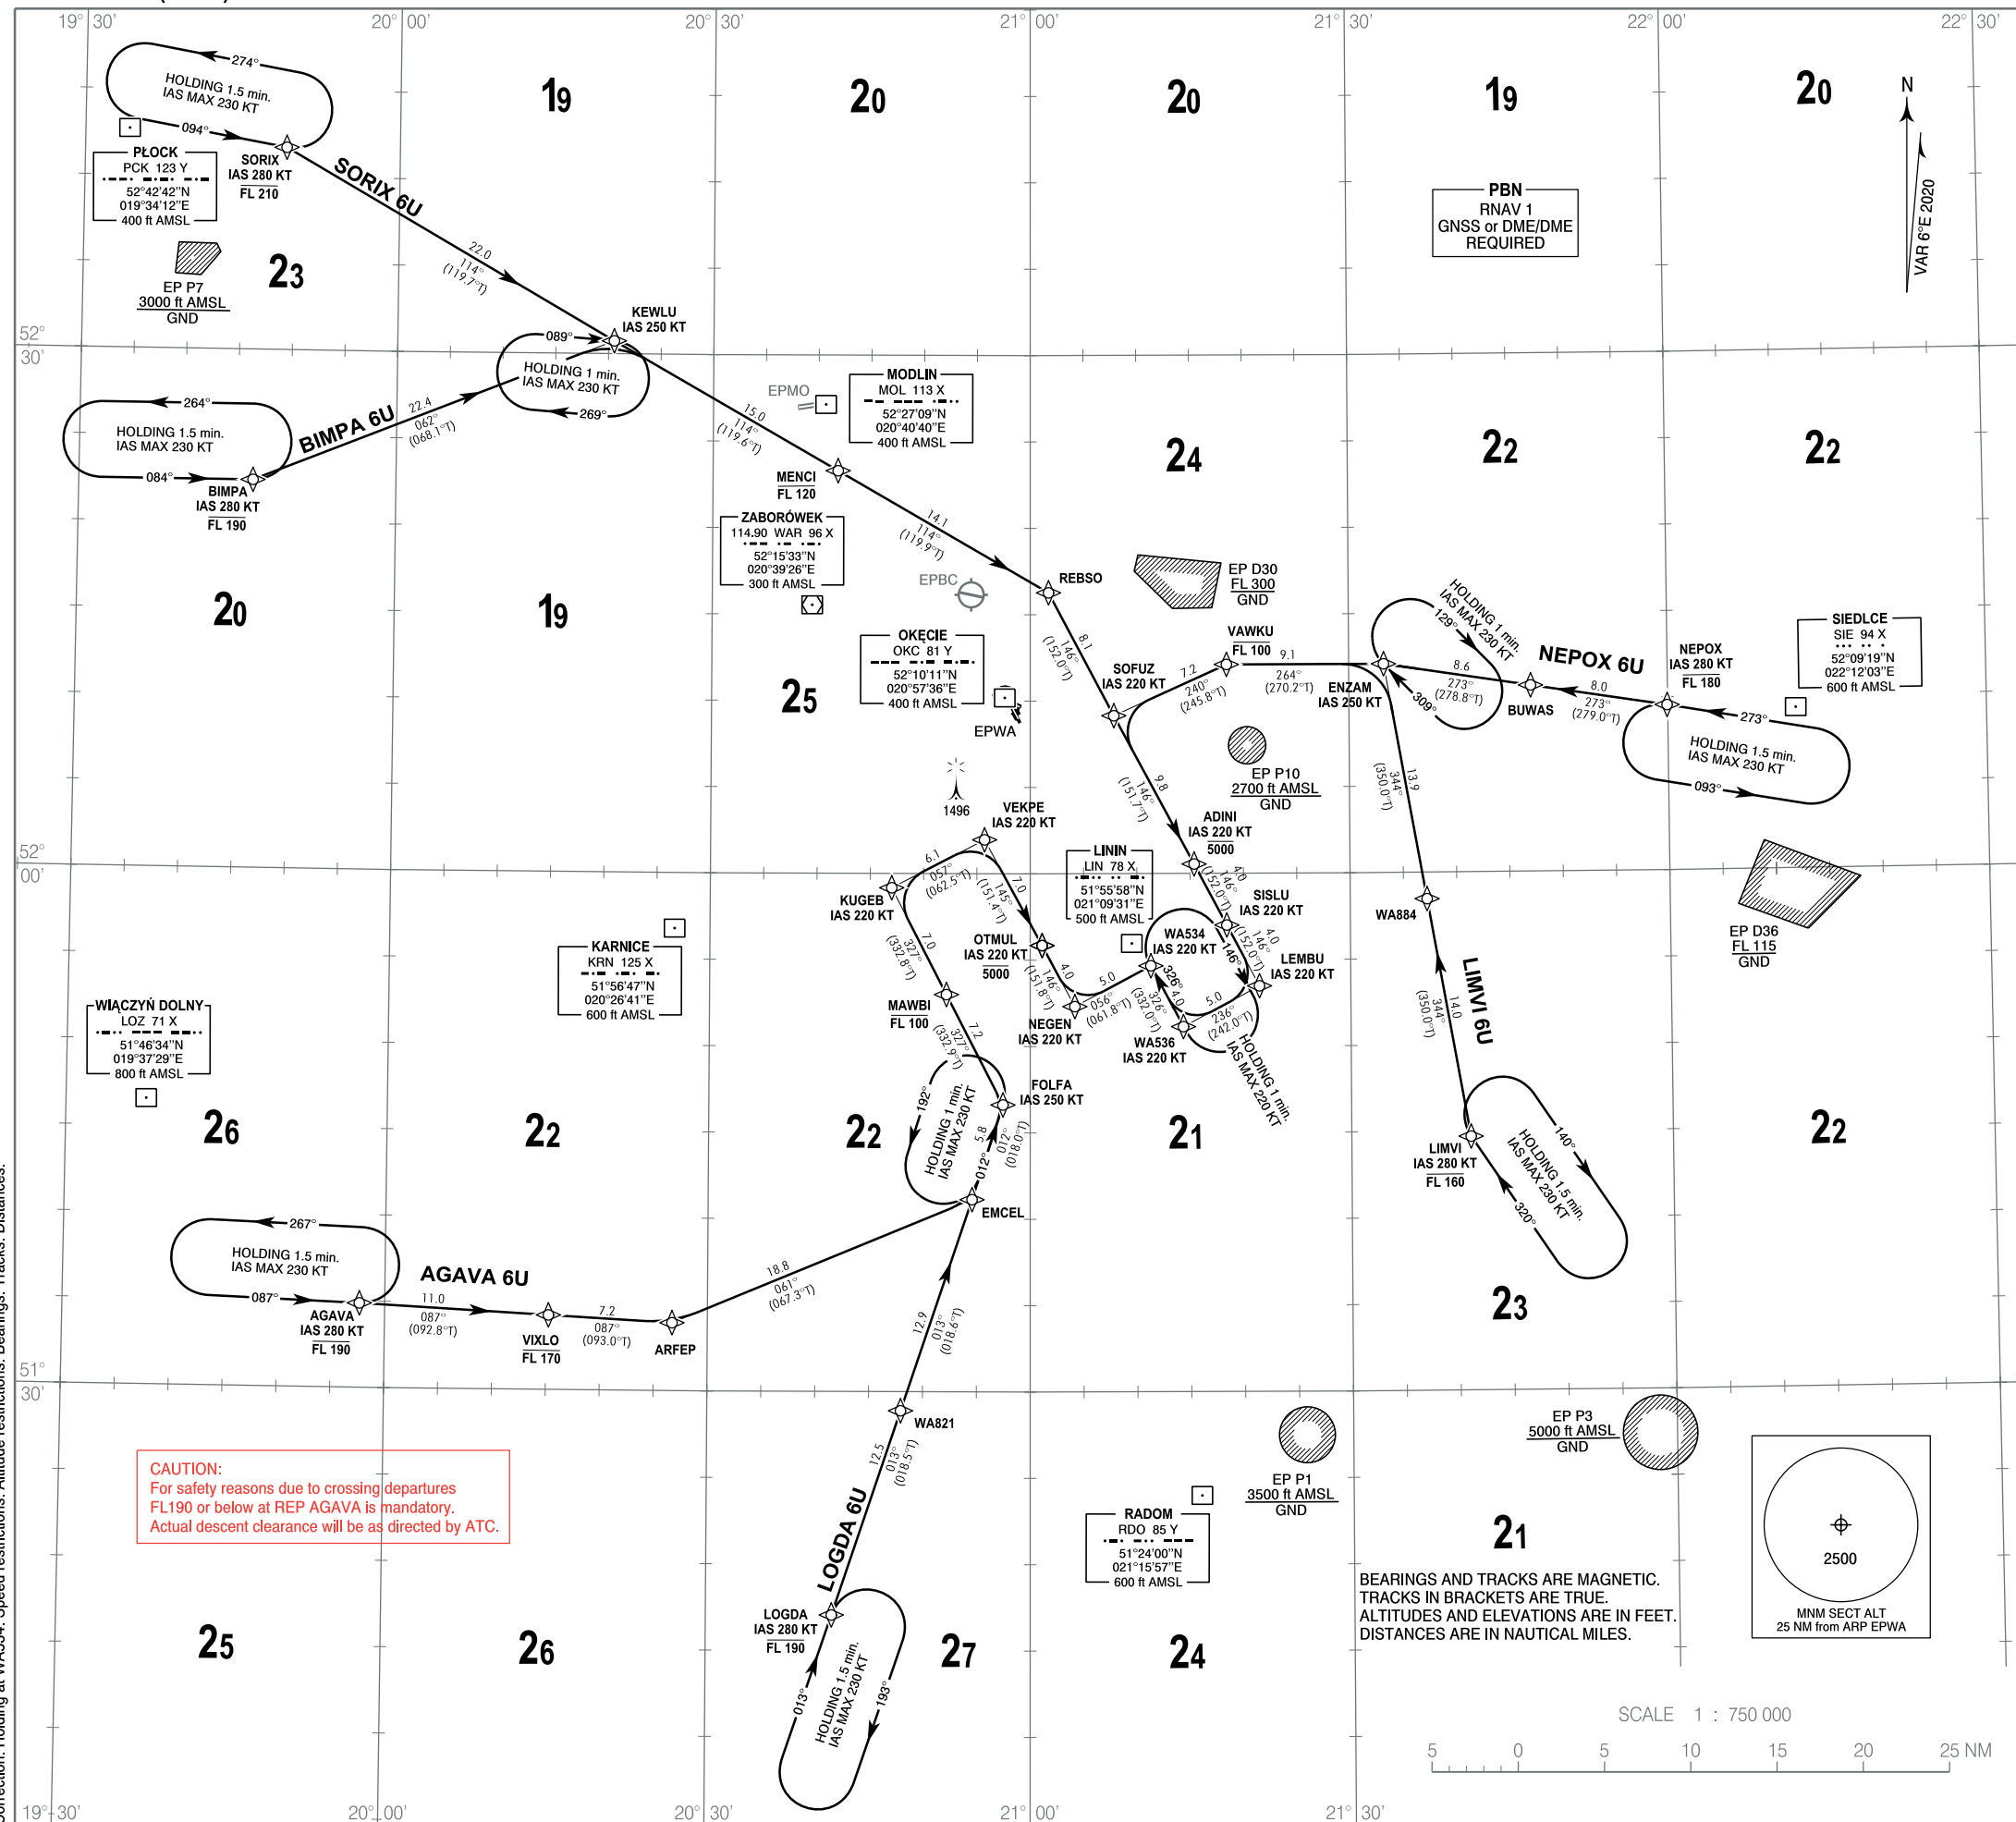 19° 30'
20° 00'
20° 30'
21° 00'
21° 30'
22° 00'
22° 30'
274°
HOLDING 1.5 min.
IAS MAX 230 KT
094°
19
20
20
19
20
N
VAR 6°E 2020
PŁOCK
PCK 123 Y
52°42'42"N
019°34'12"E
400 ft AMSL
SORIX
IAS 280 KT
FL 210
SORIX 6U
22.0
114°
(119.7°T)
PBN
RNAV 1
GNSS or DME/DME
REQUIRED
EP P7
3000 ft AMSL
GND
23
52°
30'
KEWLU
IAS 250 KT
089°
HOLDING 1 min.
IAS MAX 230 KT
269°
264°
HOLDING 1.5 min.
IAS MAX 230 KT
084°
BIMPA
IAS 280 KT
FL 190
BIMPA 6U
22.4
062°
(068.1°T)
15.0
114°
(119.6°T)
EPMO
MODLIN
MOL 113 X
52°27'09"N
020°40'40"E
400 ft AMSL
MENCI
FL 120
24
22
22
ZABORÓWEK
114.90 WAR 96 X
52°15'33"N
020°39'26"E
300 ft AMSL
14.1
114°
(119.9°T)
EPBC
REBSO
EP D30
FL 300
GND
20
19
25
OKĘCIE
OKC 81 Y
52°10'11"N
020°57'36"E
400 ft AMSL
EPWA
8.1
146°
(152.0°T)
SOFUZ
IAS 220 KT
7.2
240°
(245.8°T)
VAWKU
FL 100
9.1
264°
(270.2°T)
ENZAM
IAS 250 KT
HOLDING 1 min.
IAS MAX 230 KT
129°
309°
8.6
273°
(278.8°T)
NEPOX 6U
BUWAS
8.0
273°
(279.0°T)
NEPOX
IAS 280 KT
FL 180
SIEDLCE
SIE 94 X
52°09'19"N
022°12'03"E
600 ft AMSL
273°
HOLDING 1.5 min.
IAS MAX 230 KT
093°
EP P10
2700 ft AMSL
GND
9.8
146°
(151.7°T)
13.9
344°
(350.0°T)
1496
VEKPE
IAS 220 KT
ADINI
IAS 220 KT
5000
LININ
LIN 78 X
51°55'58"N
021°09'31"E
500 ft AMSL
52°
00'
6.1
057°
(062.5°T)
KUGEB
IAS 220 KT
7.0
145°
(151.4°T)
4.0
146°
(152.0°T)
SISLU
IAS 220 KT
WA884
EP D36
FL 115
GND
OTMUL
IAS 220 KT
5000
WA534
IAS 220 KT
146°
4.0
146°
(152.0°T)
LEMBU
IAS 220 KT
KARNICE
KRN 125 X
51°56'47"N
020°26'41"E
600 ft AMSL
7.0
327°
(332.8°T)
4.0
146°
(151.8°T)
NEGEN
IAS 220 KT
5.0
056°
(061.8°T)
326°
4.0
326°
(332.0°T)
5.0
236°
(242.0°T)
WA536
IAS 220 KT
HOLDING 1 min.
IAS MAX 220 KT
LIMVI 6U
14.0
344°
(350.0°T)
WIĄCZYŃ DOLNY
LOZ 71 X
51°46'34"N
019°37'29"E
800 ft AMSL
MAWBI
FL 100
7.2
327°
(332.9°T)
FOLFA
IAS 250 KT
192°
HOLDING 1 min.
IAS MAX 230 KT
012°
5.8
012°
(018.0°T)
26
22
22
21
22
LIMVI
IAS 280 KT
FL 160
140°
HOLDING 1.5 min.
IAS MAX 230 KT
320°
EMCEL
267°
HOLDING 1.5 min.
IAS MAX 230 KT
087°
AGAVA
IAS 280 KT
FL 190
AGAVA 6U
11.0
087°
(092.8°T)
VIXLO
FL 170
7.2
087°
(093.0°T)
ARFEP
18.8
061°
(067.3°T)
12.9
013°
(018.6°T)
23
51°
30'
WA821
EP P3
5000 ft AMSL
GND
EP P1
3500 ft AMSL
GND
CAUTION:
For safety reasons due to crossing departures
FL190 or below at REP AGAVA is mandatory.
Actual descent clearance will be as directed by ATC.
12.5
013°
(018.5°T)
LOGDA 6U
RADOM
RDO 85 Y
51°24'00"N
021°15'57"E
600 ft AMSL
21
2500
MNM SECT ALT
25 NM from ARP EPWA
BEARINGS AND TRACKS ARE MAGNETIC.
TRACKS IN BRACKETS ARE TRUE.
ALTITUDES AND ELEVATIONS ARE IN FEET.
DISTANCES ARE IN NAUTICAL MILES.
LOGDA
IAS 280 KT
FL 190
25
26
27
24
013°
HOLDING 1.5 min.
IAS MAX 230 KT
193°
SCALE 1 : 750 000
5 0 5 10 15 20 25 NM
19° 30'
20° 00'
20° 30'
21° 00'
21° 30'
Holding at WA534. Speed restrictions. Altitude restrictions. Bearings. Tracks. Distances.